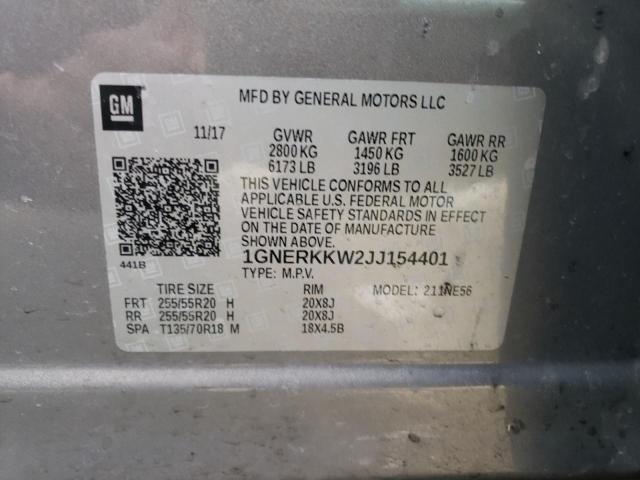 GM
MFD BY GENERAL MOTORS LLC
11/17 GVWR GAWR FRT GAWR RR
2800 KG 1450 KG 1600 KG
6173 LB 3196 LB 3527 LB
THIS VEHICLE CONFORMS TO ALL
APPLICABLE U.S. FEDERAL MOTOR
VEHICLE SAFETY STANDARDS IN EFFECT
ON THE DATE OF MANUFACTURE
SHOWN ABOVE.
441B 1GNERKKW2JJ154401
TYPE: M.P.V. MODEL: 211NE56
TIRE SIZE RIM
FRT 255/55R20 H 20X8J
RR 255/55R20 H 20X8J
SPA T135/70R18 M 18X4.5B